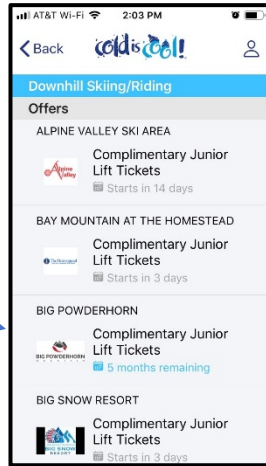 AT&T Wi-Fi 2:03 PM
Back cold is cool!
Downhill Skiing/Riding
Offers
ALPINE VALLEY SKI AREA
Alpine Valley
Complimentary Junior
Lift Tickets
Starts in 14 days
BAY MOUNTAIN AT THE HOMESTEAD
The Homestead
Complimentary Junior
Lift Tickets
Starts in 3 days
BIG POWDERHORN
BIG POWDERHORN
Complimentary Junior
Lift Tickets
5 months remaining
BIG SNOW RESORT
BIG SNOW
RESORT
Complimentary Junior
Lift Tickets
Starts in 3 days